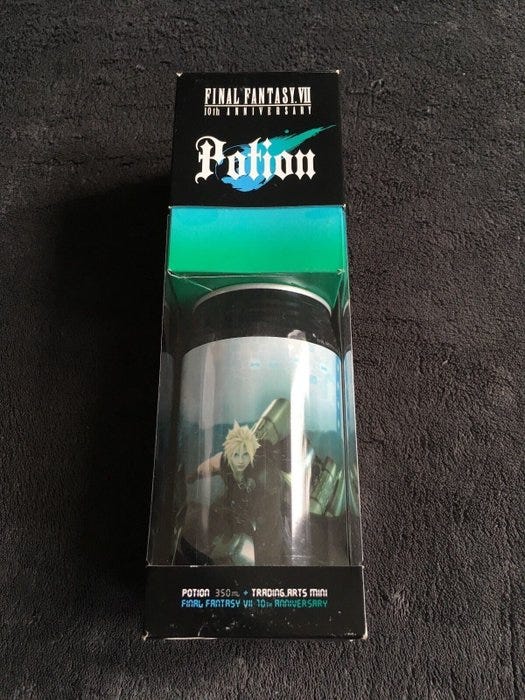 FINAL FANTASY. VII
10th ANNIVERSARY
Potion
POTION 350mL + TRADING ARTS MINI
FINAL FANTASY VII 10TH ANNIVERSARY